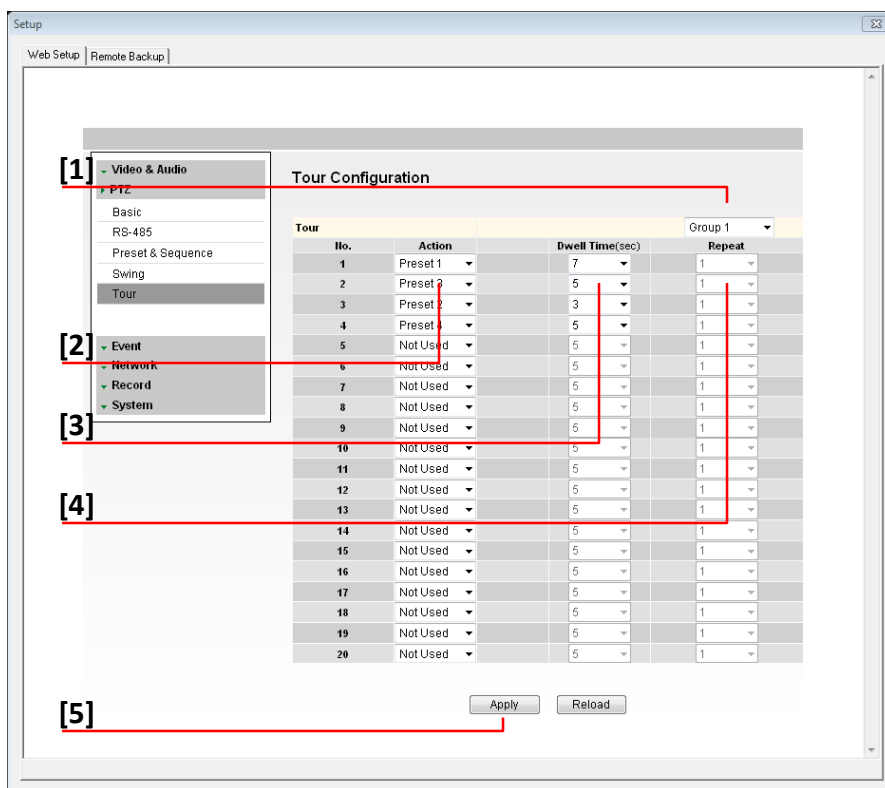 Setup
Web Setup Remote Backup
[1]
Video & Audio
PTZ
Basic
RS-485
Preset & Sequence
Swing
Tour
[2]
Event
Network
Record
System
[3]
[4]
Tour Configuration
Tour Group 1
No. Action Dwell Time(sec) Repeat
1 Preset 1 7 1
2 Preset 3 5 1
3 Preset 2 3 1
4 Preset 4 5 1
5 Not Used 5 1
6 Not Used 5 1
7 Not Used 5 1
8 Not Used 5 1
9 Not Used 5 1
10 Not Used 5 1
11 Not Used 5 1
12 Not Used 5 1
13 Not Used 5 1
14 Not Used 5 1
15 Not Used 5 1
16 Not Used 5 1
17 Not Used 5 1
18 Not Used 5 1
19 Not Used 5 1
20 Not Used 5 1
[5]
Apply Reload